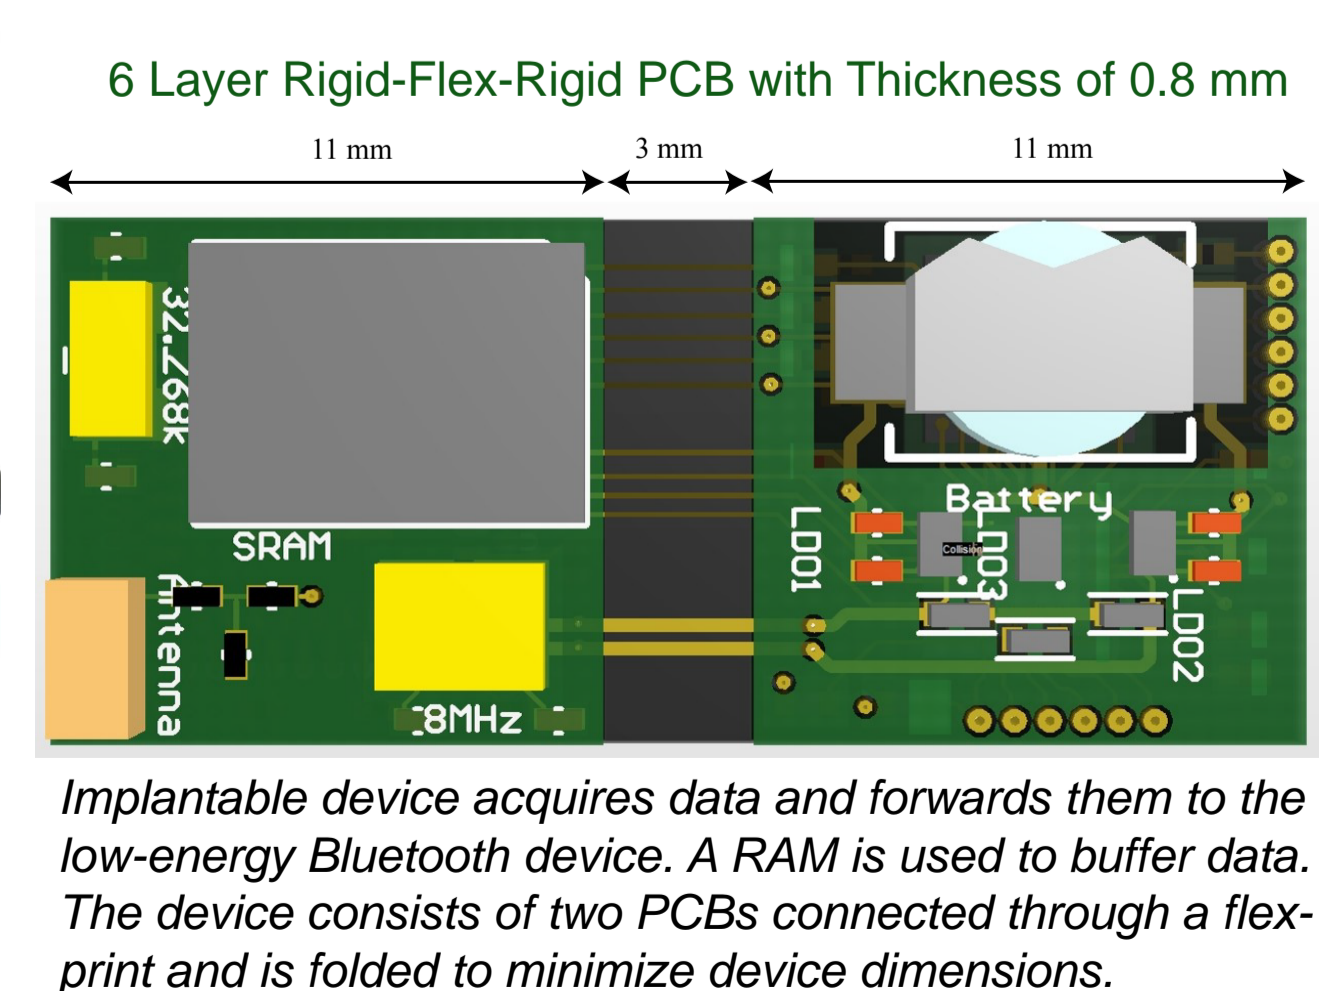 6 Layer Rigid-Flex-Rigid PCB with Thickness of 0.8 mm
11 mm
3 mm
11 mm
32.768k
SRAM
Antenna
8MHz
Battery
LDO1
Collision
LDO3
LDO2
Implantable device acquires data and forwards them to the
low-energy Bluetooth device. A RAM is used to buffer data.
The device consists of two PCBs connected through a flex-
print and is folded to minimize device dimensions.